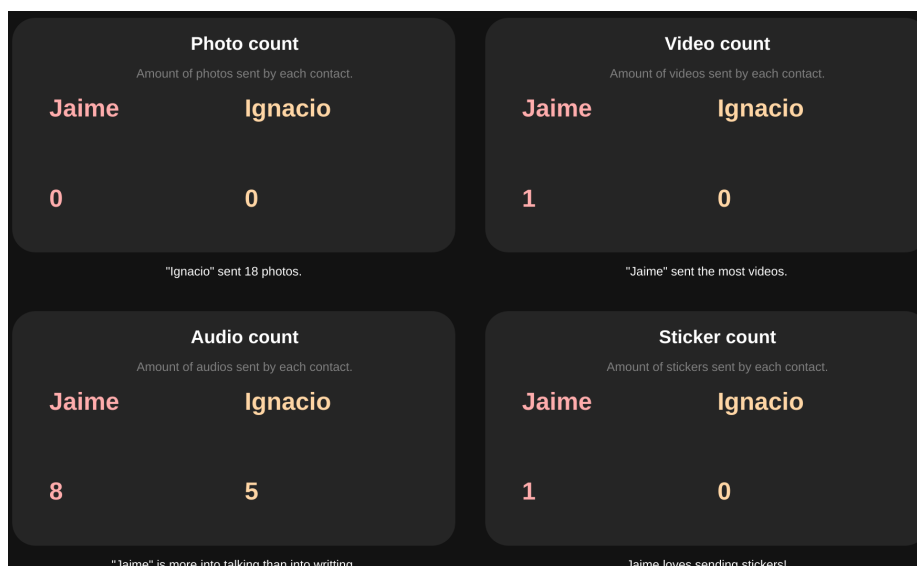 Photo count
Amount of photos sent by each contact.
Jaime Ignacio
0 0
"Ignacio" sent 18 photos.
Video count
Amount of videos sent by each contact.
Jaime Ignacio
1 0
"Jaime" sent the most videos.
Audio count
Amount of audios sent by each contact.
Jaime Ignacio
8 5
"Jaime" is more into talking than into writting
Sticker count
Amount of stickers sent by each contact.
Jaime Ignacio
1 0
Jaime loves sending stickers!